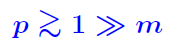 p ≳ 1 ≫ m